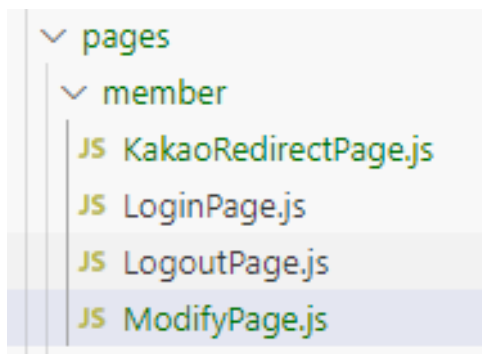 pages
member
JS KakaoRedirectPage.js
JS LoginPage.js
JS LogoutPage.js
JS ModifyPage.js